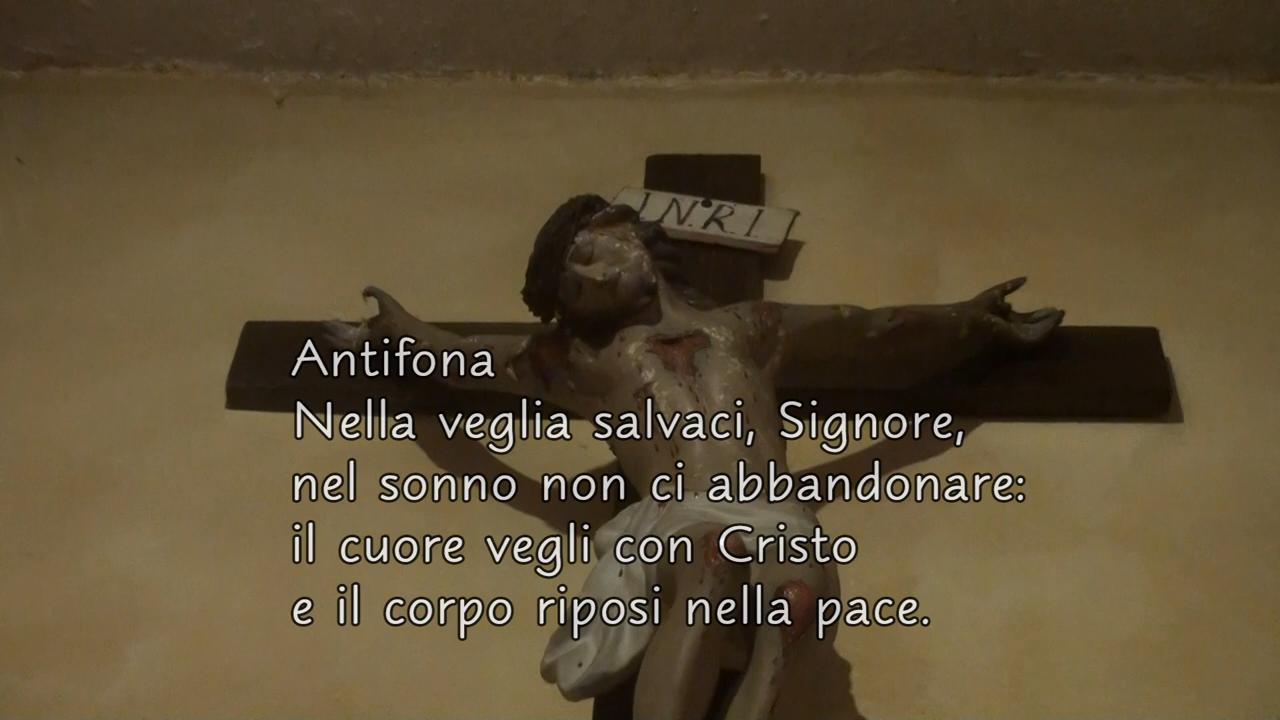 I.N.R.I
Antifona
Nella veglia salvaci, Signore,
nel sonno non ci abbandonare:
il cuore vegli con Cristo
e il corpo riposi nella pace.